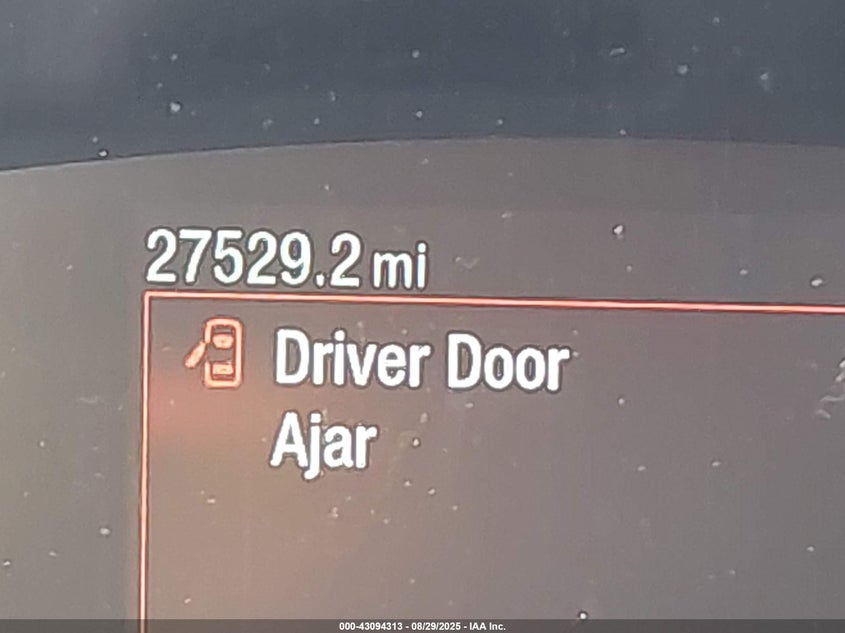 27529.2 mi
Driver Door
Ajar
000-43094313 - 08/29/2025 - IAA Inc.